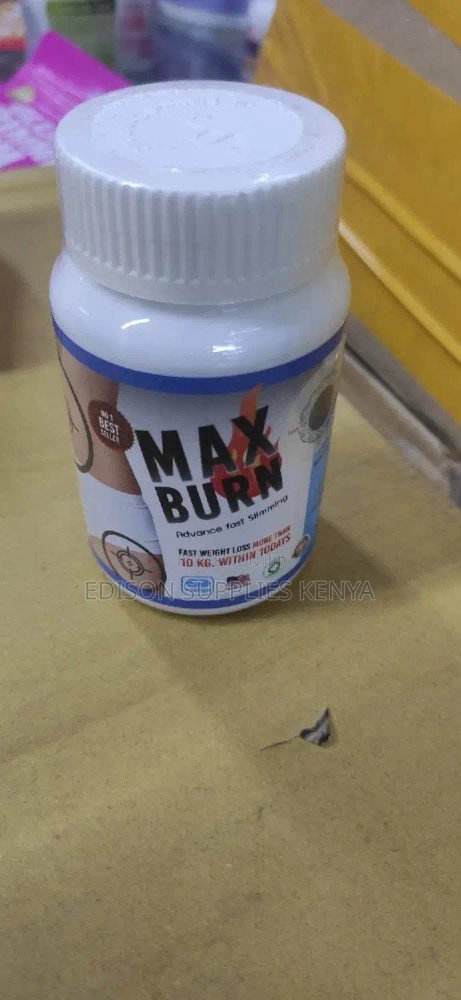 NO.1
BEST
SELLER
MAX
BURN
Advance fast Slimming
FAST WEIGHT LOSS MORE THAN
10 KG. WITHIN 10DAYS
EDISON SUPPLIES KENYA